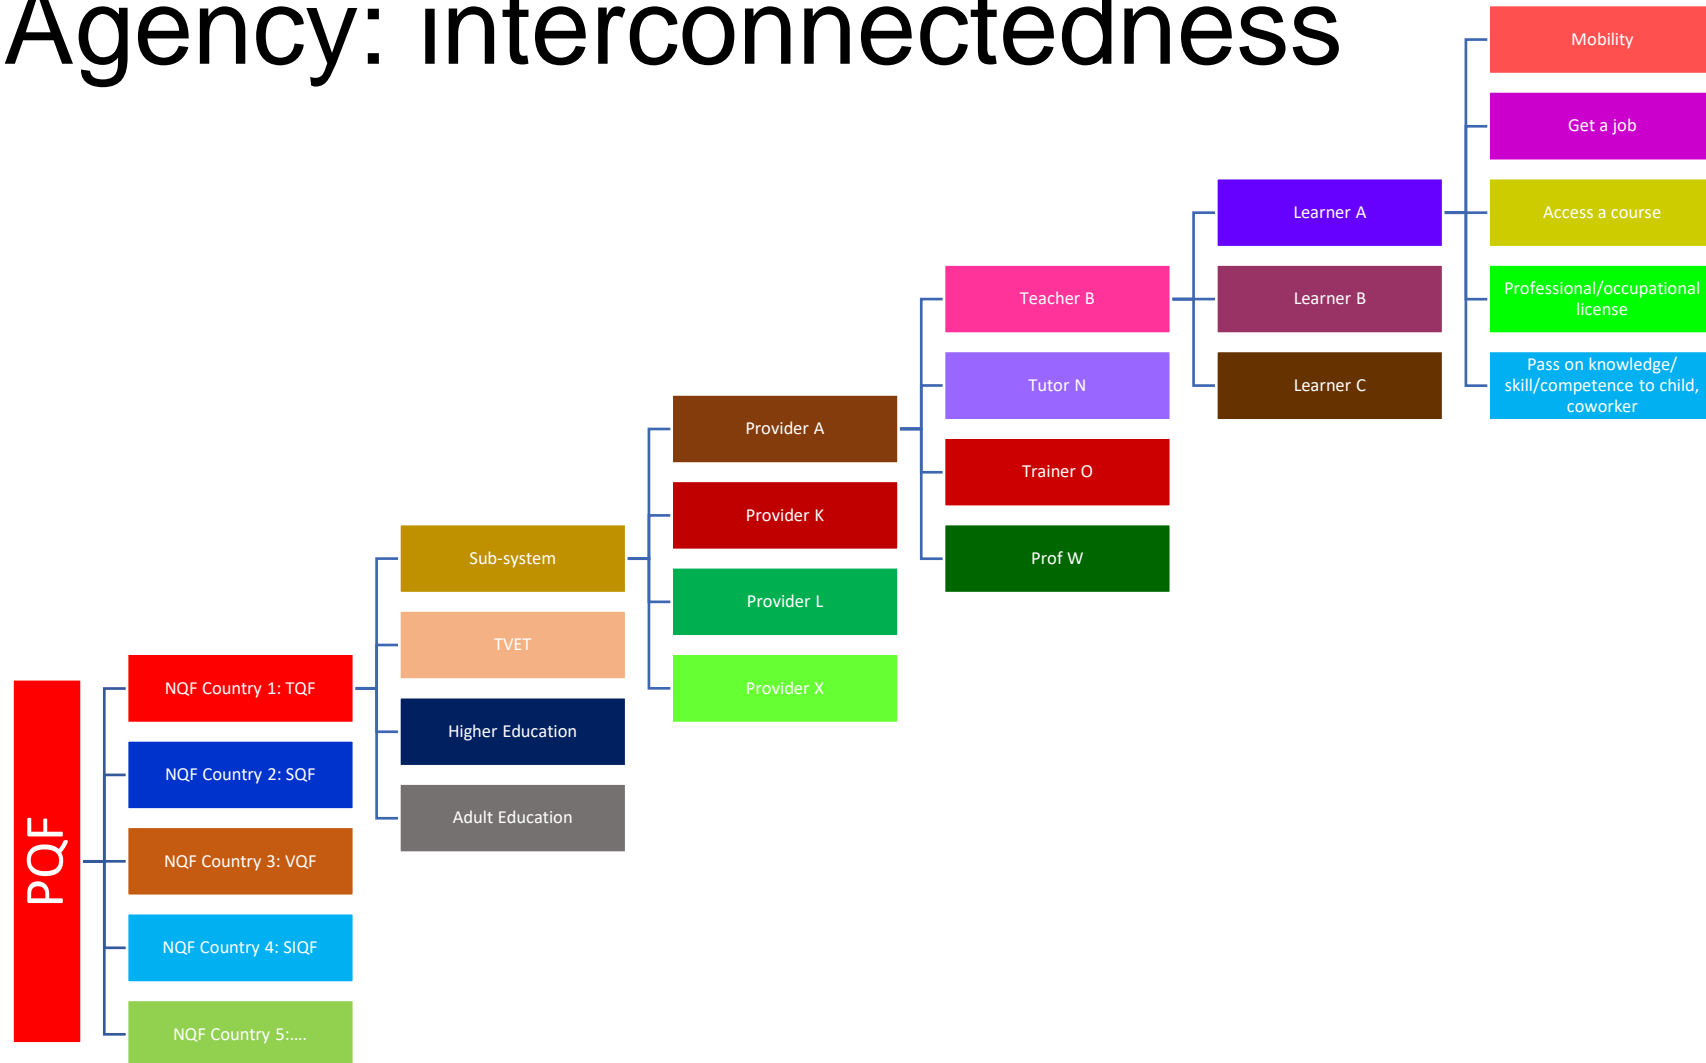 Agency: interconnectedness
PQF
NQF Country 1: TQF
NQF Country 2: SQF
NQF Country 3: VQF
NQF Country 4: SIQF
NQF Country 5:....
Sub-system
TVET
Higher Education
Adult Education
Provider A
Provider K
Provider L
Provider X
Teacher B
Tutor N
Trainer O
Prof W
Learner A
Learner B
Learner C
Mobility
Get a job
Access a course
Professional/occupational
license
Pass on knowledge/
skill/competence to child,
coworker